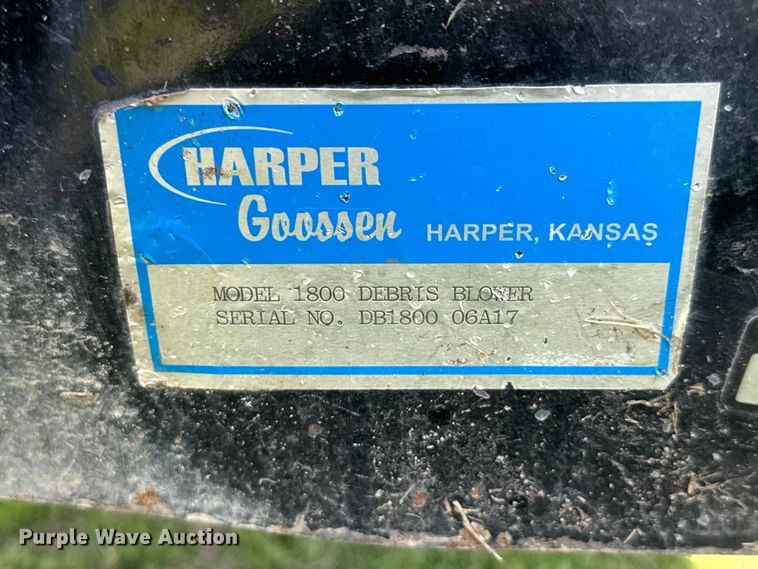 HARPER
Goossen HARPER, KANSAS
MODEL 1800 DEBRIS BLOWER
SERIAL NO. DB1800 06A17
Purple Wave Auction®